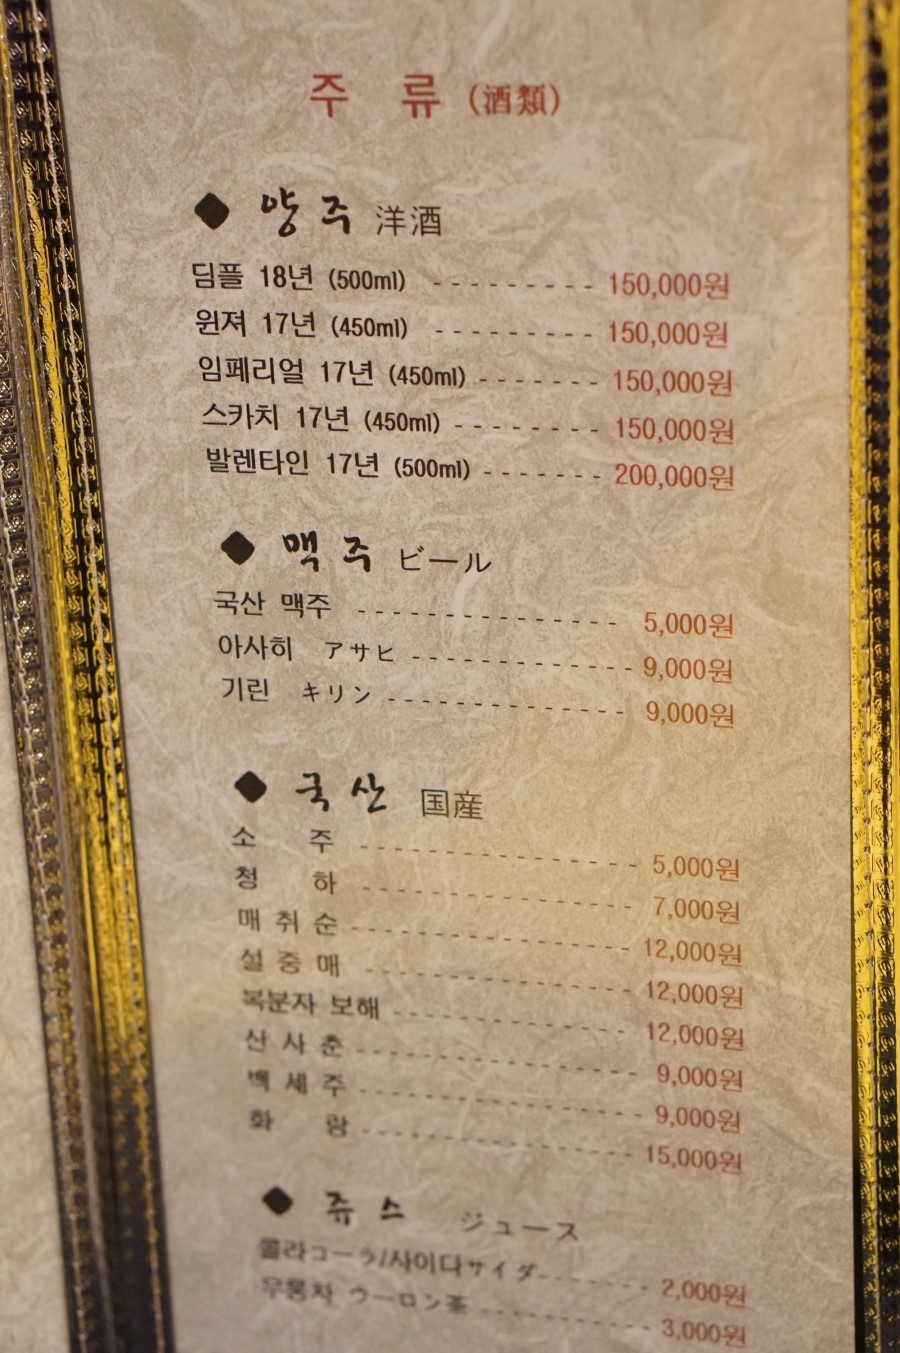 주 류 (酒類)
◆ 양 주 洋酒
딤플 18년 (500ml) --------- 150,000원
윈져 17년 (450ml) --------- 150,000원
임페리얼 17년 (450ml) ------- 150,000원
스카치 17년 (450ml) -------- 150,000원
발렌타인 17년 (500ml) ------- 200,000원
◆ 맥 주 ビール
국산 맥주 --------------- 5,000원
아사히 アサヒ ------------- 9,000원
기린 キリン -------------- 9,000원
◆ 국 산 国産
소 주 ---------------- 5,000원
청 하 ---------------- 7,000원
매 취 순 ---------------- 12,000원
설 중 매 --------------- 12,000원
복분자 보해 -------------- 12,000원
산 사 춘 ---------------- 9,000원
백 세 주 ---------------- 9,000원
화 랑 ---------------- 15,000원
◆ 쥬 스 ジュース
콜라コーラ/사이다サイダ------- 2,000원
우롱차 ウーロン茶 ---------- 3,000원